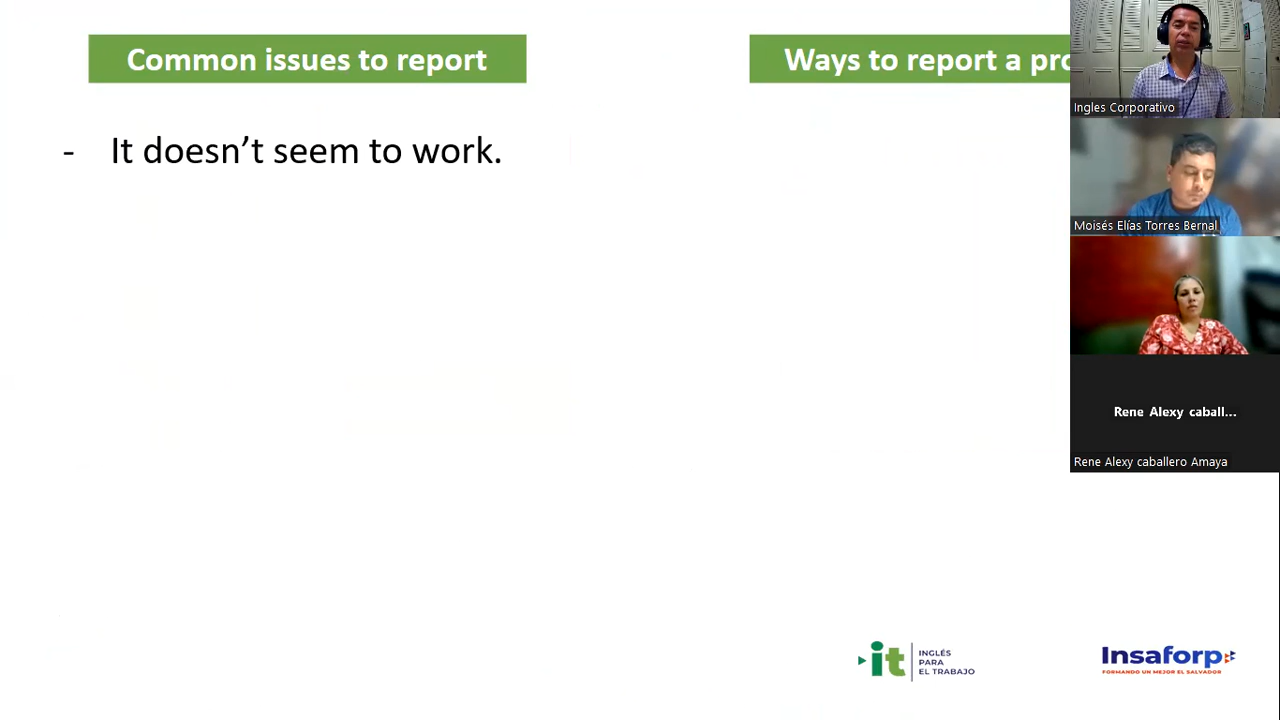 Common issues to report
Ways to report a pro
- It doesn’t seem to work.
Ingles Corporativo
Moisés Elías Torres Bernal
Rene Alexy caball...
Rene Alexy caballero Amaya
it
INGLÉS
PARA
EL TRABAJO
Insaforp
FORMANDO UN MEJOR EL SALVADOR